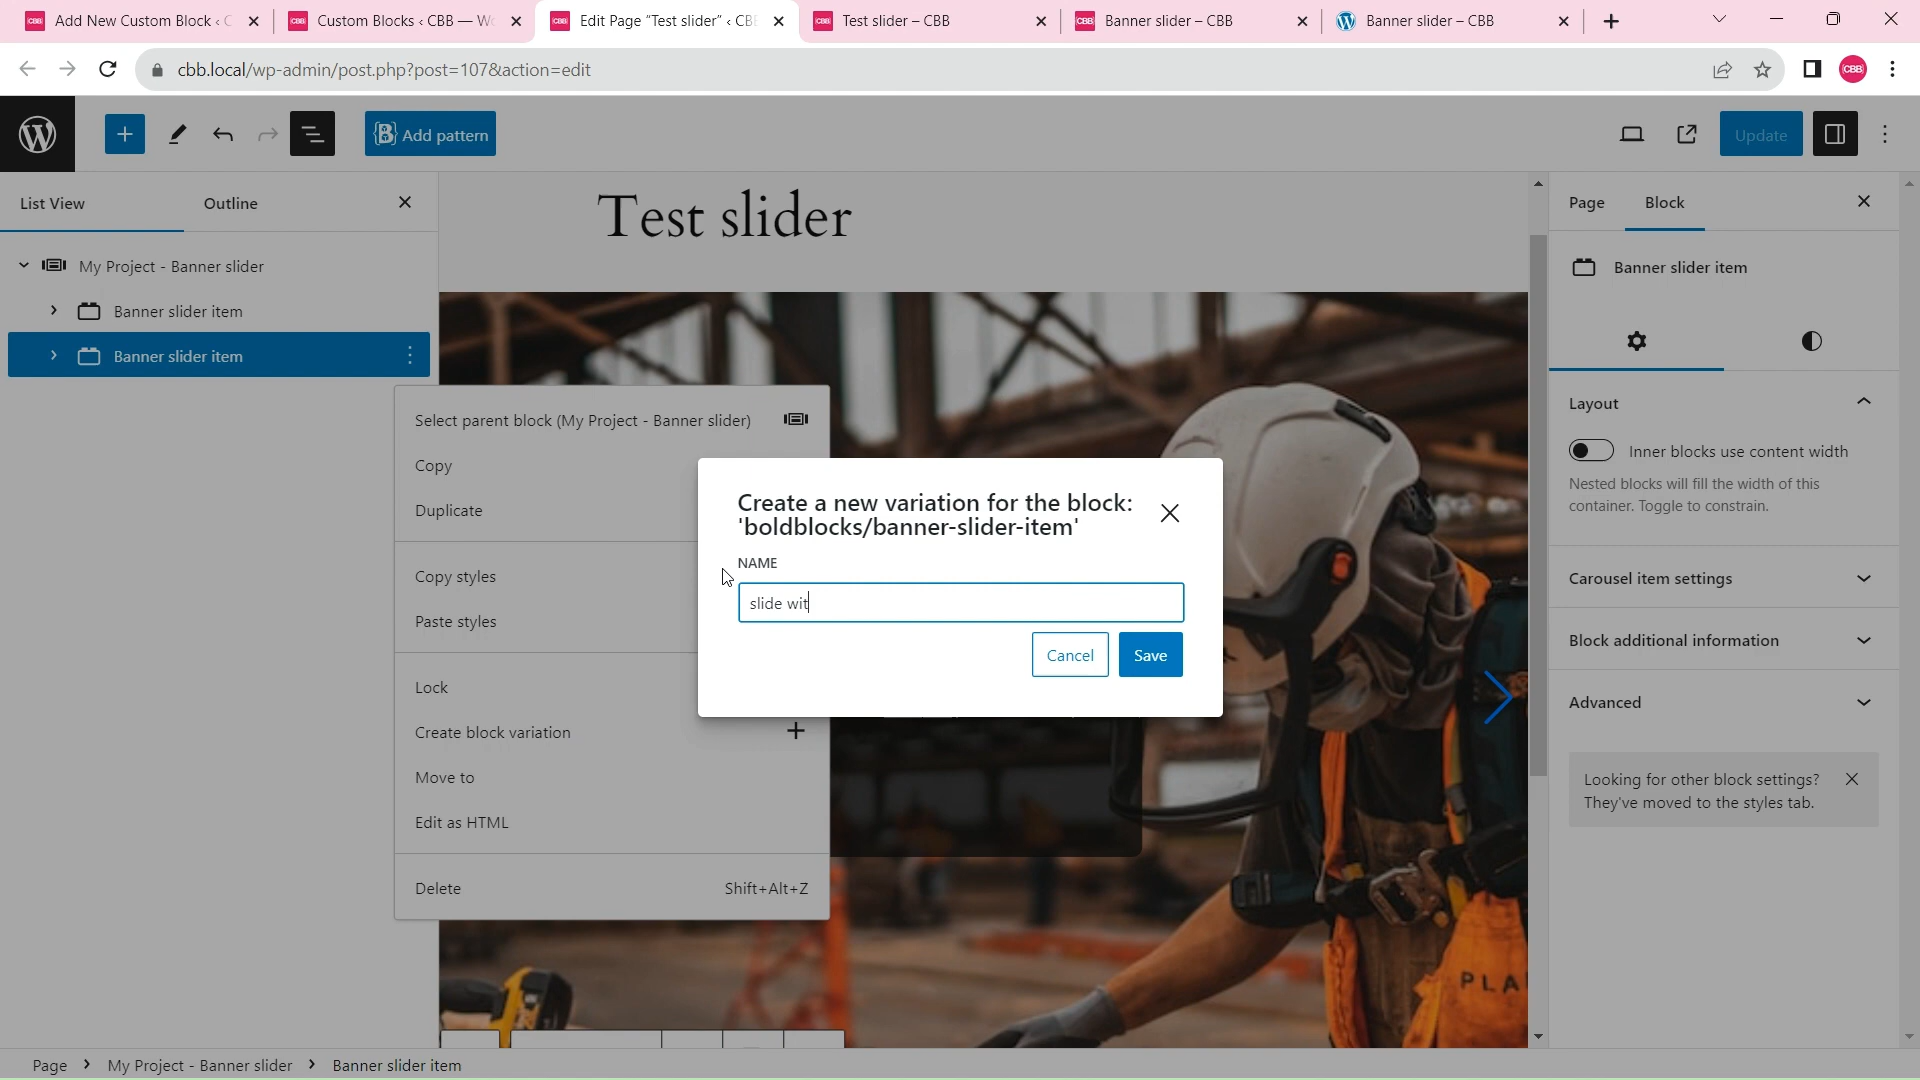 Add New Custom Block ‹ C
Custom Blocks ‹ CBB — Wo
Edit Page “Test slider” ‹ CBB
Test slider – CBB
Banner slider – CBB
Banner slider – CBB
cbb.local/wp-admin/post.php?post=107&action=edit
Add pattern
Update
List View
Outline
My Project - Banner slider
Banner slider item
Banner slider item
Test slider
Select parent block (My Project - Banner slider)
Copy
Duplicate
Copy styles
Paste styles
Lock
Create block variation
Move to
Edit as HTML
Delete
Shift+Alt+Z
Create a new variation for the block:
'boldblocks/banner-slider-item'
NAME
slide wit
Cancel
Save
PLA
Page
Block
Banner slider item
Layout
Inner blocks use content width
Nested blocks will fill the width of this
container. Toggle to constrain.
Carousel item settings
Block additional information
Advanced
Looking for other block settings?
They've moved to the styles tab.
Page
My Project - Banner slider
Banner slider item